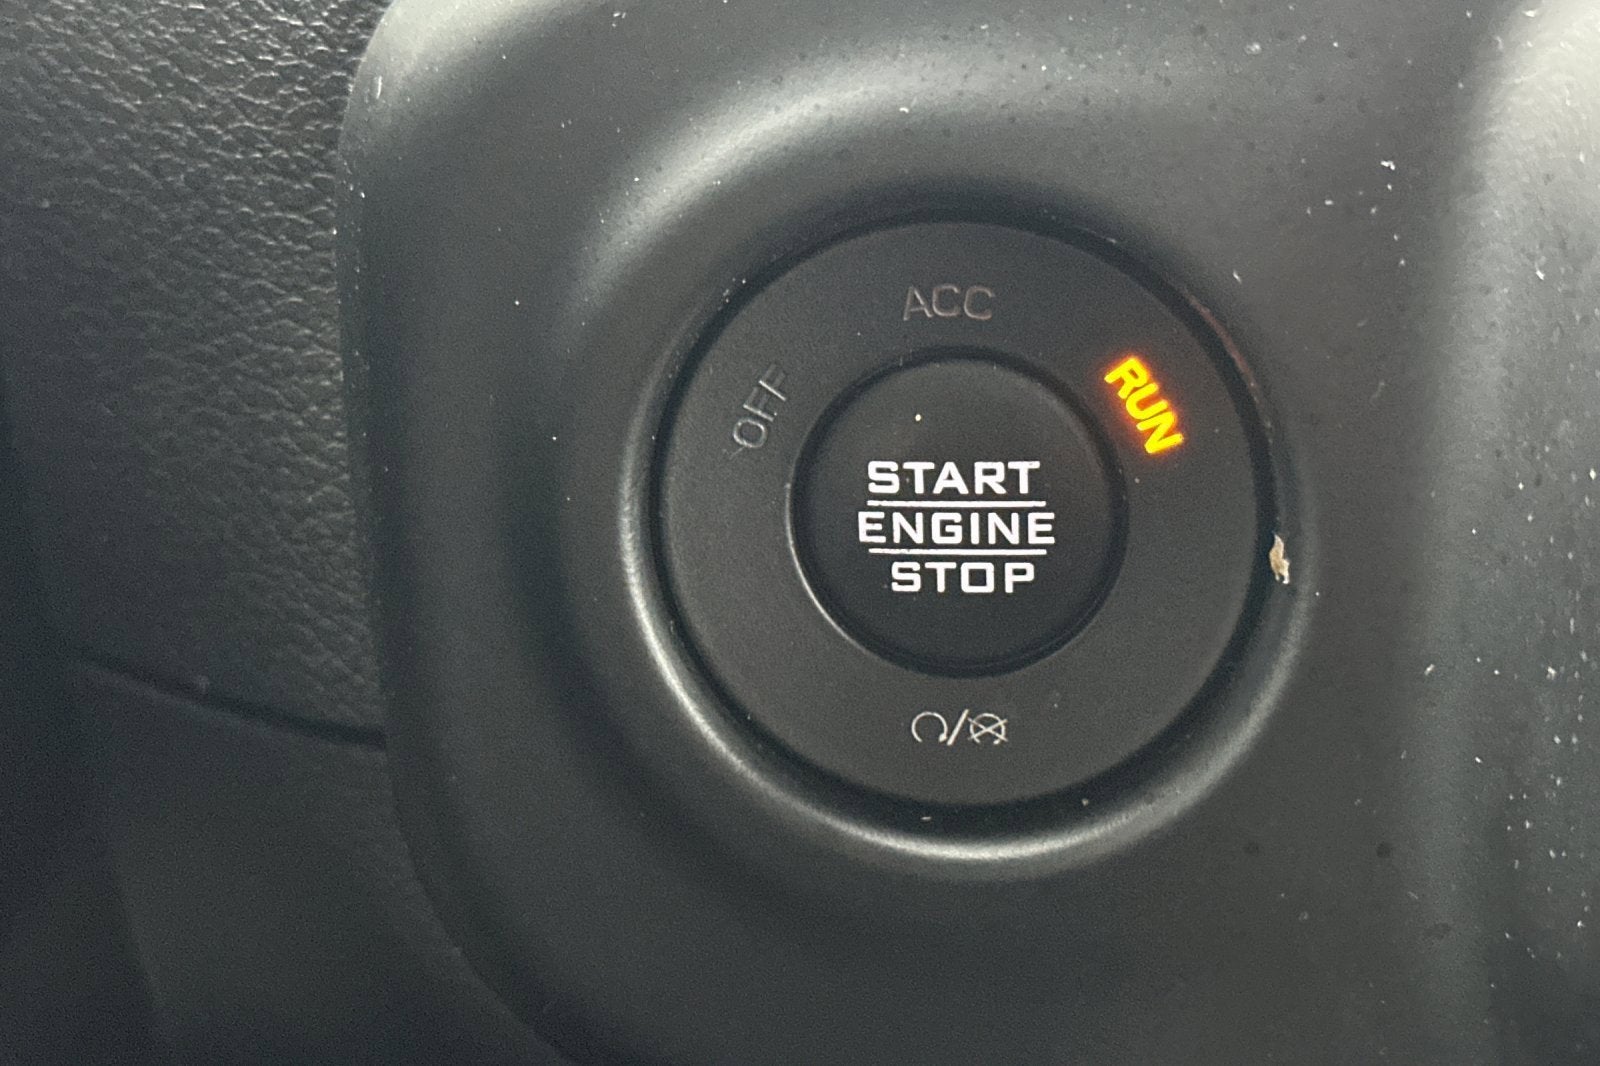 ACC
OFF
RUN
START
ENGINE
STOP